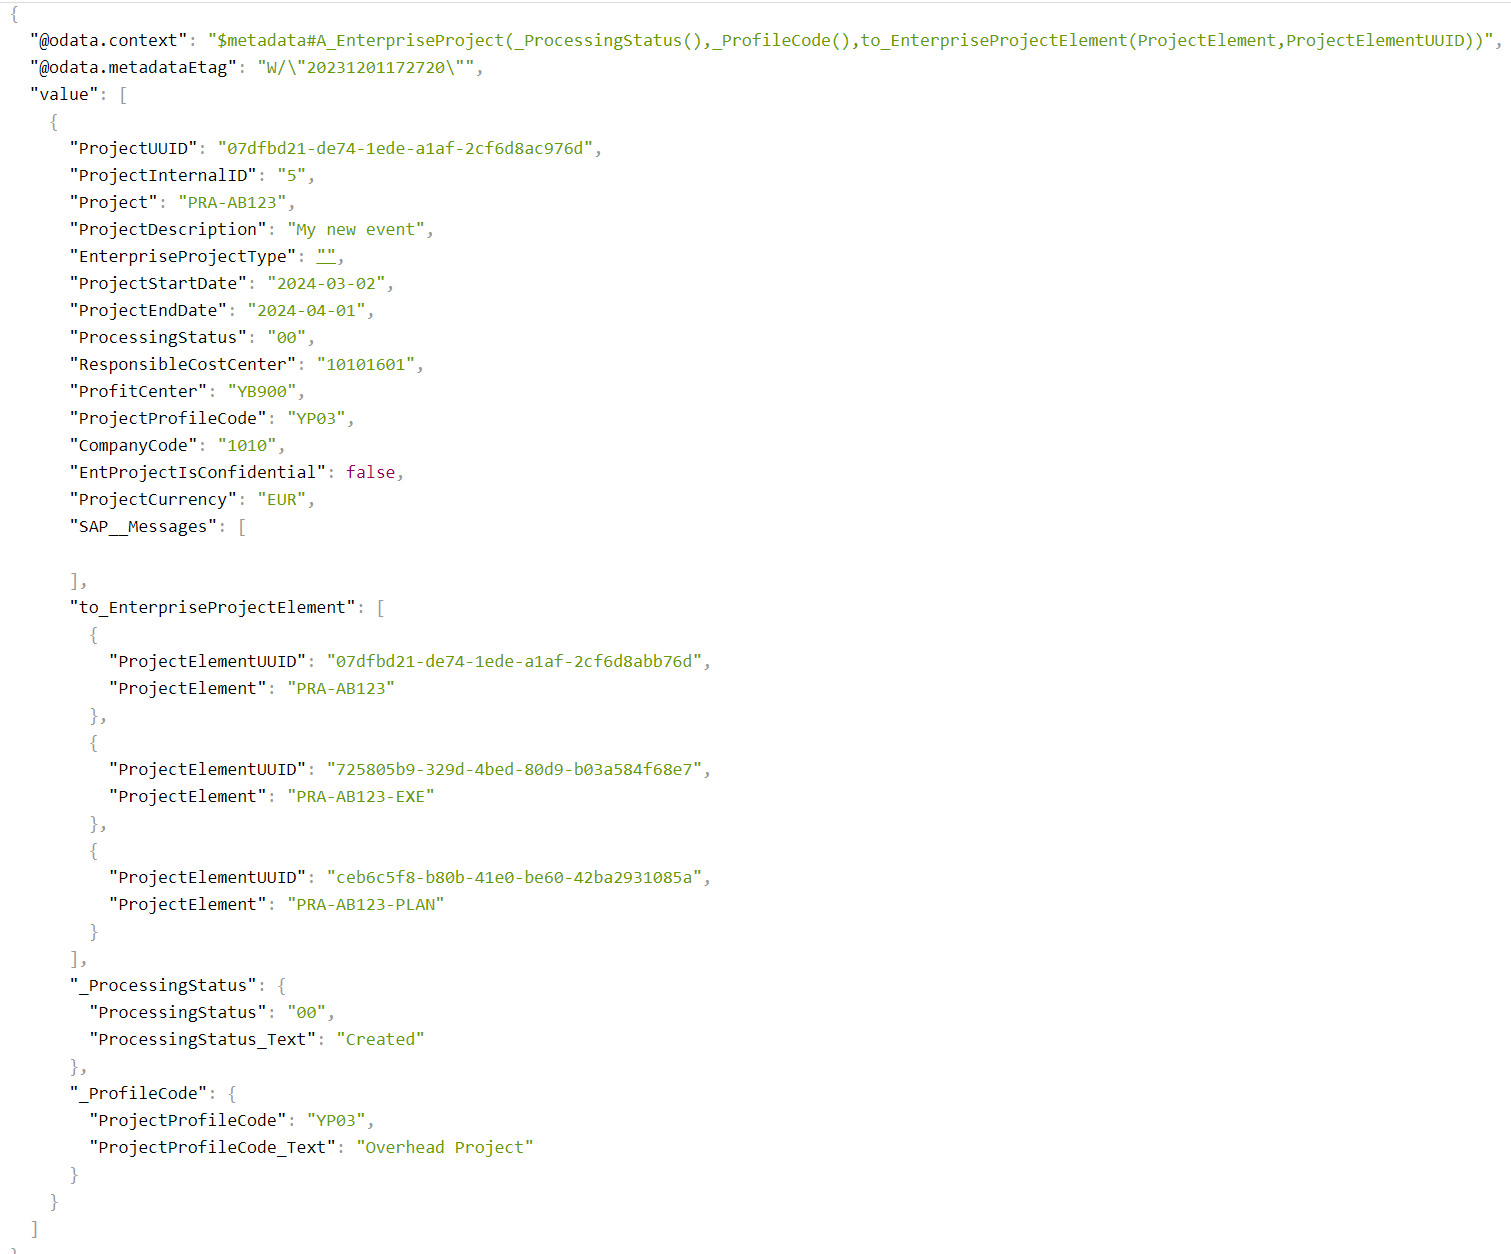 {
  "@odata.context": "$metadata#A_EnterpriseProject(_ProcessingStatus(),_ProfileCode(),to_EnterpriseProjectElement(ProjectElement,ProjectElementUUID))",
  "@odata.metadataEtag": "W/\"20231201172720\"",
  "value": [
    {
      "ProjectUUID": "07dfbd21-de74-1ede-a1af-2cf6d8ac976d",
      "ProjectInternalID": "5",
      "Project": "PRA-AB123",
      "ProjectDescription": "My new event",
      "EnterpriseProjectType": "",
      "ProjectStartDate": "2024-03-02",
      "ProjectEndDate": "2024-04-01",
      "ProcessingStatus": "00",
      "ResponsibleCostCenter": "10101601",
      "ProfitCenter": "YB900",
      "ProjectProfileCode": "YP03",
      "CompanyCode": "1010",
      "EntProjectIsConfidential": false,
      "ProjectCurrency": "EUR",
      "SAP__Messages": [
      ],
      "to_EnterpriseProjectElement": [
        {
          "ProjectElementUUID": "07dfbd21-de74-1ede-a1af-2cf6d8abb76d",
          "ProjectElement": "PRA-AB123"
        },
        {
          "ProjectElementUUID": "725805b9-329d-4bed-80d9-b03a584f68e7",
          "ProjectElement": "PRA-AB123-EXE"
        },
        {
          "ProjectElementUUID": "ceb6c5f8-b80b-41e0-be60-42ba2931085a",
          "ProjectElement": "PRA-AB123-PLAN"
        }
      ],
      "_ProcessingStatus": {
        "ProcessingStatus": "00",
        "ProcessingStatus_Text": "Created"
      },
      "_ProfileCode": {
        "ProjectProfileCode": "YP03",
        "ProjectProfileCode_Text": "Overhead Project"
      }
    }
  ]
}